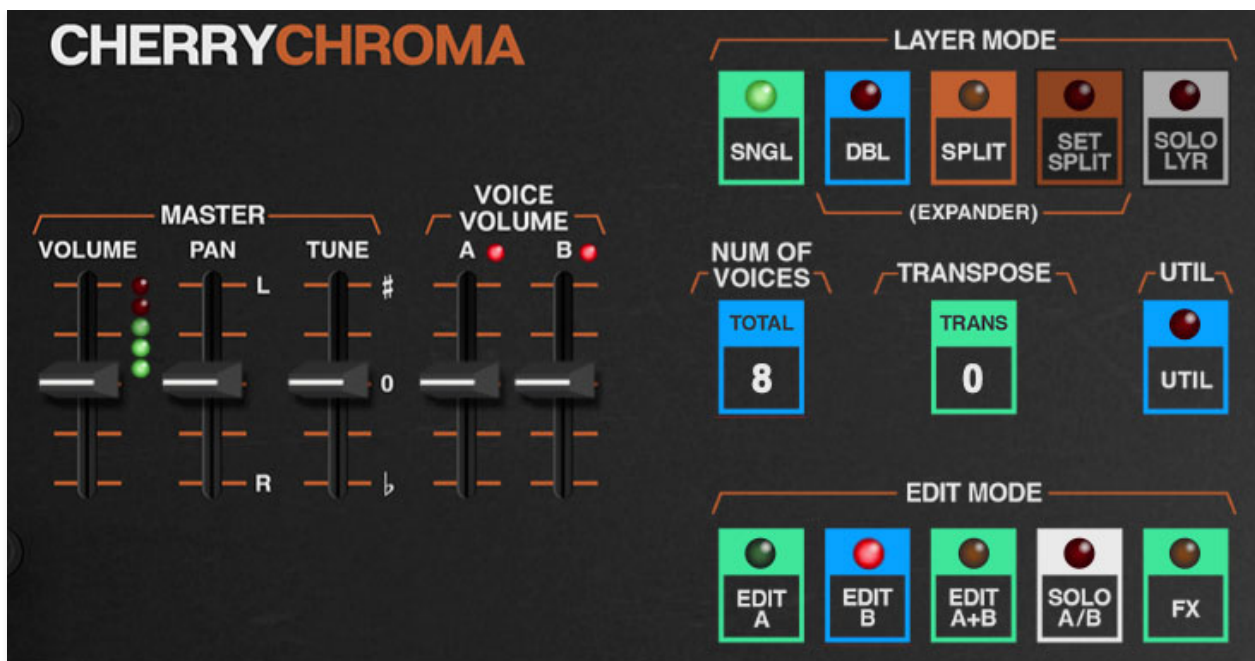 CHERRYCHROMA
LAYER MODE
SNGL
DBL
SPLIT
SET
SPLIT
SOLO
LYR
(EXPANDER)
MASTER
VOLUME PAN TUNE
L
R
♯
0
♭
VOICE
VOLUME
A B
NUM OF
VOICES
TOTAL
8
TRANSPOSE
TRANS
0
UTIL
UTIL
EDIT MODE
EDIT
A
EDIT
B
EDIT
A+B
SOLO
A/B
FX